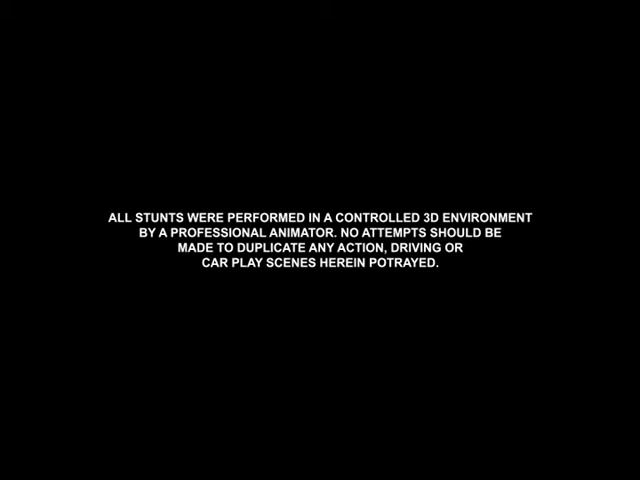 ALL STUNTS WERE PERFORMED IN A CONTROLLED 3D ENVIRONMENT
BY A PROFESSIONAL ANIMATOR. NO ATTEMPTS SHOULD BE
MADE TO DUPLICATE ANY ACTION, DRIVING OR
CAR PLAY SCENES HEREIN POTRAYED.